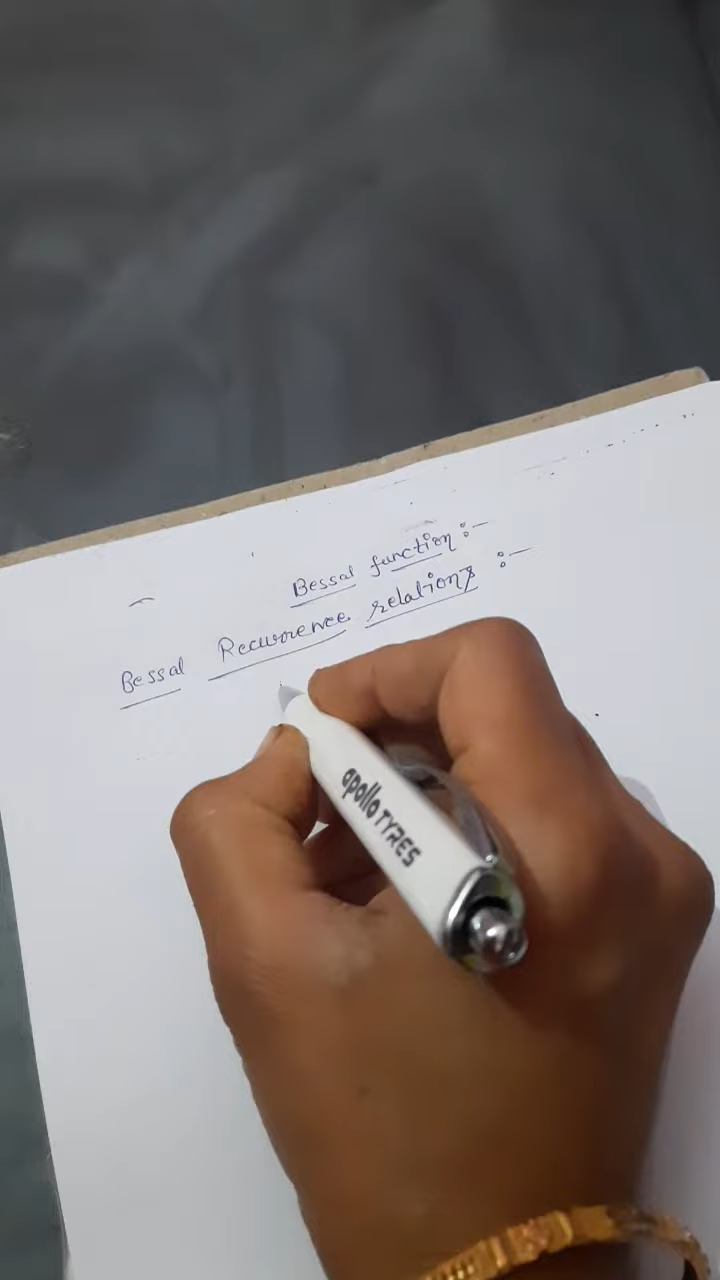 Bessal function :-
Bessal Recurrence relations :-
apollo TYRES